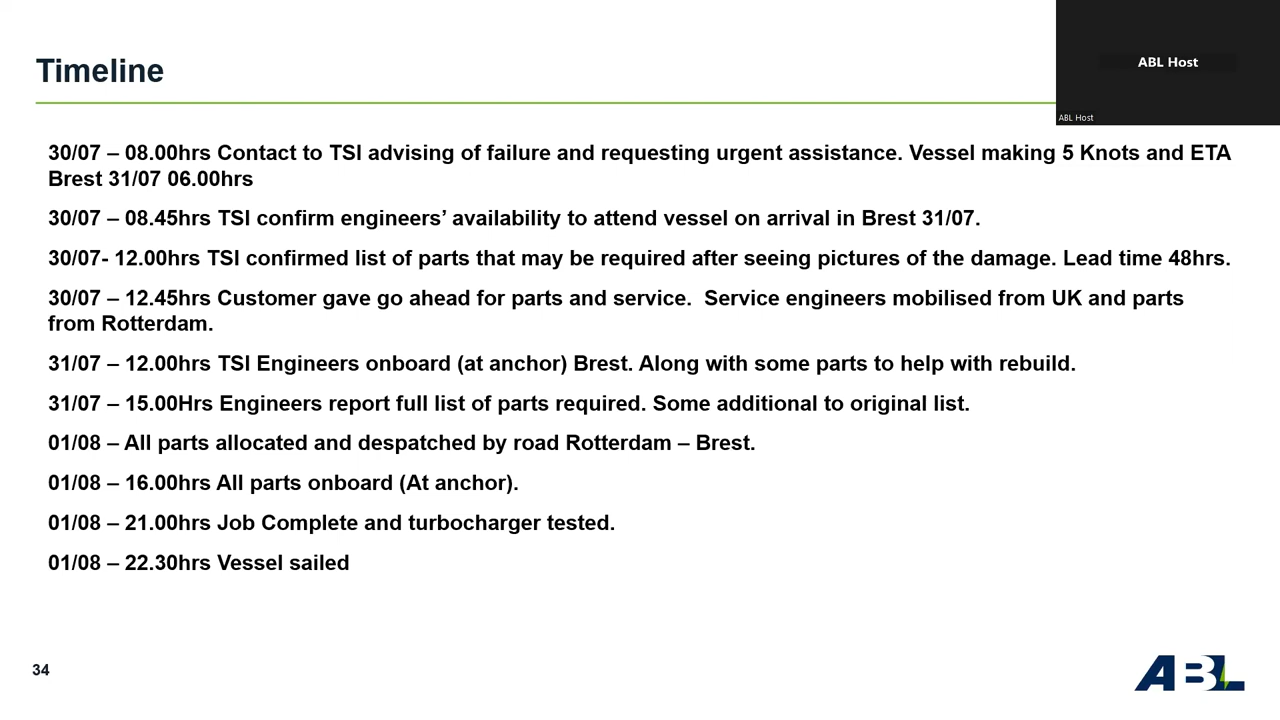 Timeline
ABL Host
ABL Host
30/07 – 08.00hrs Contact to TSI advising of failure and requesting urgent assistance. Vessel making 5 Knots and ETA
Brest 31/07 06.00hrs
30/07 – 08.45hrs TSI confirm engineers’ availability to attend vessel on arrival in Brest 31/07.
30/07- 12.00hrs TSI confirmed list of parts that may be required after seeing pictures of the damage. Lead time 48hrs.
30/07 – 12.45hrs Customer gave go ahead for parts and service.  Service engineers mobilised from UK and parts
from Rotterdam.
31/07 – 12.00hrs TSI Engineers onboard (at anchor) Brest. Along with some parts to help with rebuild.
31/07 – 15.00Hrs Engineers report full list of parts required. Some additional to original list.
01/08 – All parts allocated and despatched by road Rotterdam – Brest.
01/08 – 16.00hrs All parts onboard (At anchor).
01/08 – 21.00hrs Job Complete and turbocharger tested.
01/08 – 22.30hrs Vessel sailed
34
ABL